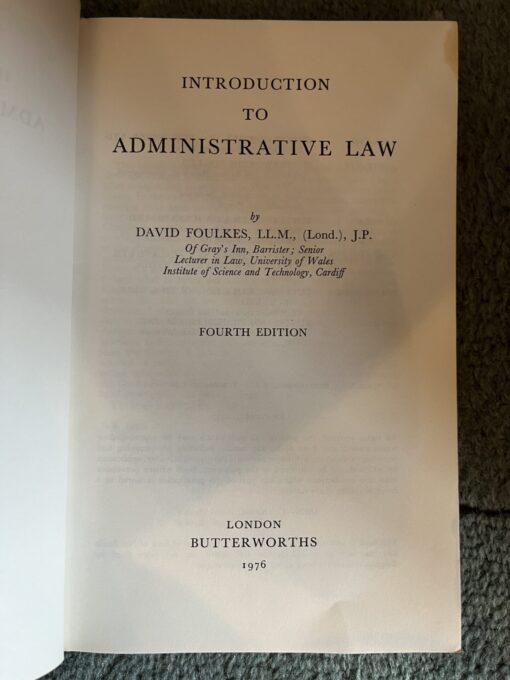 INTRODUCTION
TO
ADMINISTRATIVE LAW
by
DAVID FOULKES, LL.M., (Lond.), J.P.
Of Gray's Inn, Barrister; Senior
Lecturer in Law, University of Wales
Institute of Science and Technology, Cardiff
FOURTH EDITION
LONDON
BUTTERWORTHS
1976